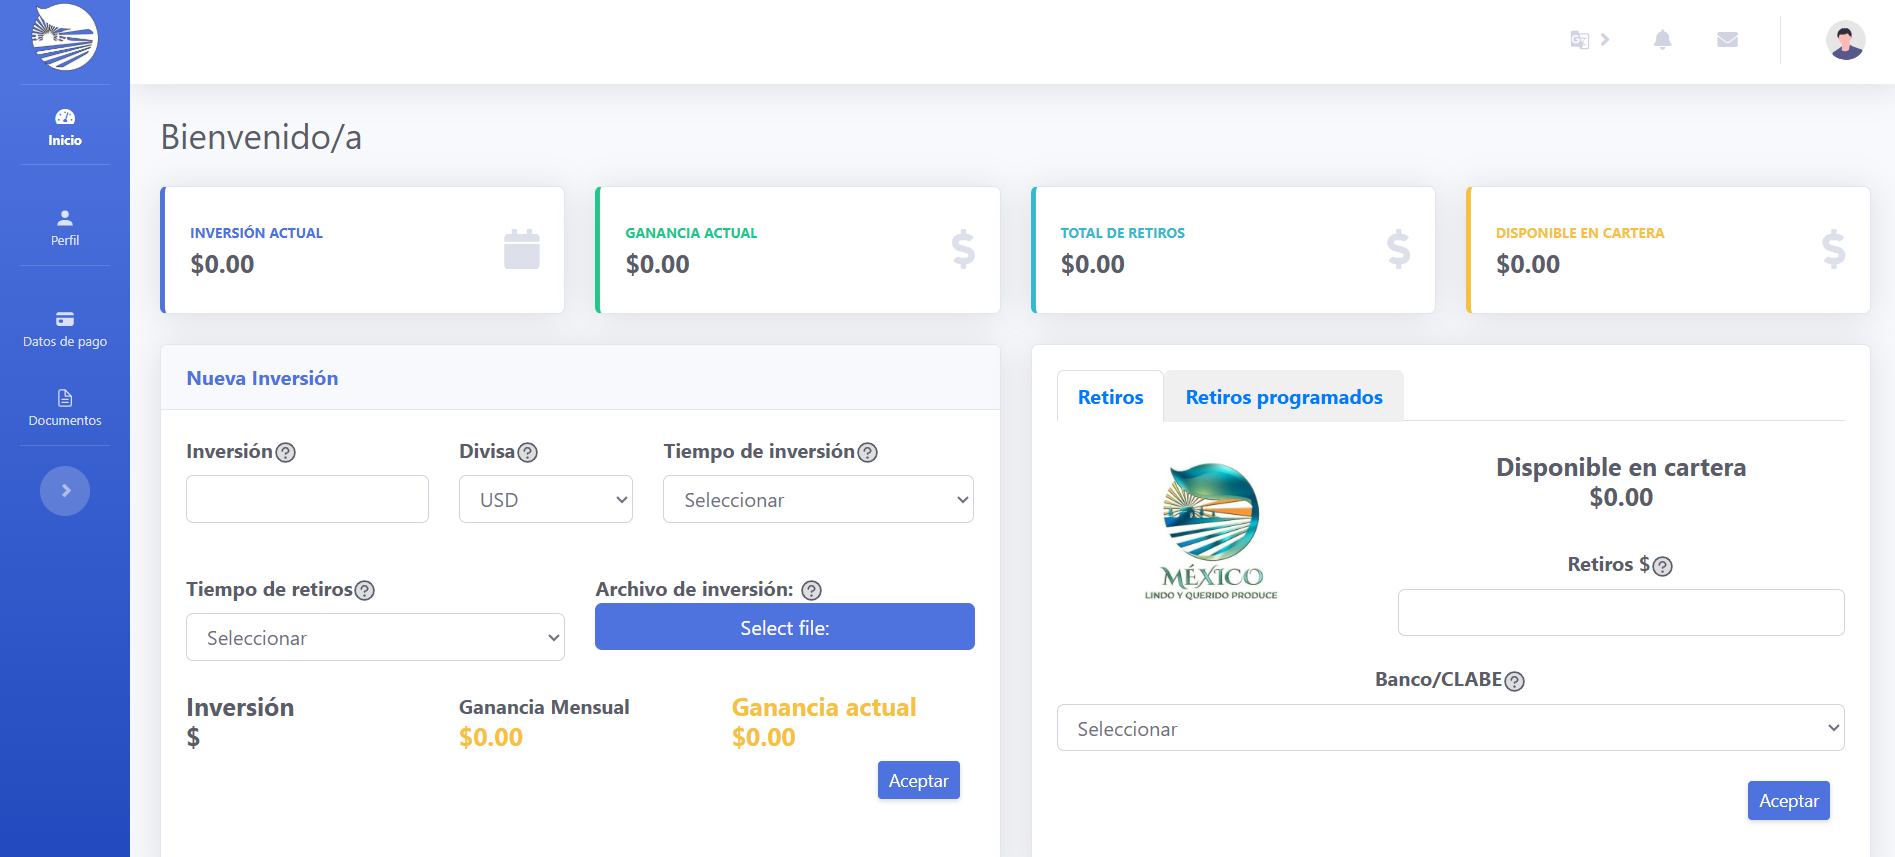 Inicio
Perfil
Datos de pago
Documentos
Bienvenido/a
INVERSIÓN ACTUAL
$0.00
GANANCIA ACTUAL
$0.00
TOTAL DE RETIROS
$0.00
DISPONIBLE EN CARTERA
$0.00
Nueva Inversión
Inversión
Divisa
Tiempo de inversión
USD
Seleccionar
Tiempo de retiros
Archivo de inversión:
Seleccionar
Select file:
Inversión
$
Ganancia Mensual
$0.00
Ganancia actual
$0.00
Aceptar
Retiros
Retiros programados
MÉXICO
LINDO Y QUERIDO PRODUCE
Disponible en cartera
$0.00
Retiros $
Banco/CLABE
Seleccionar
Aceptar